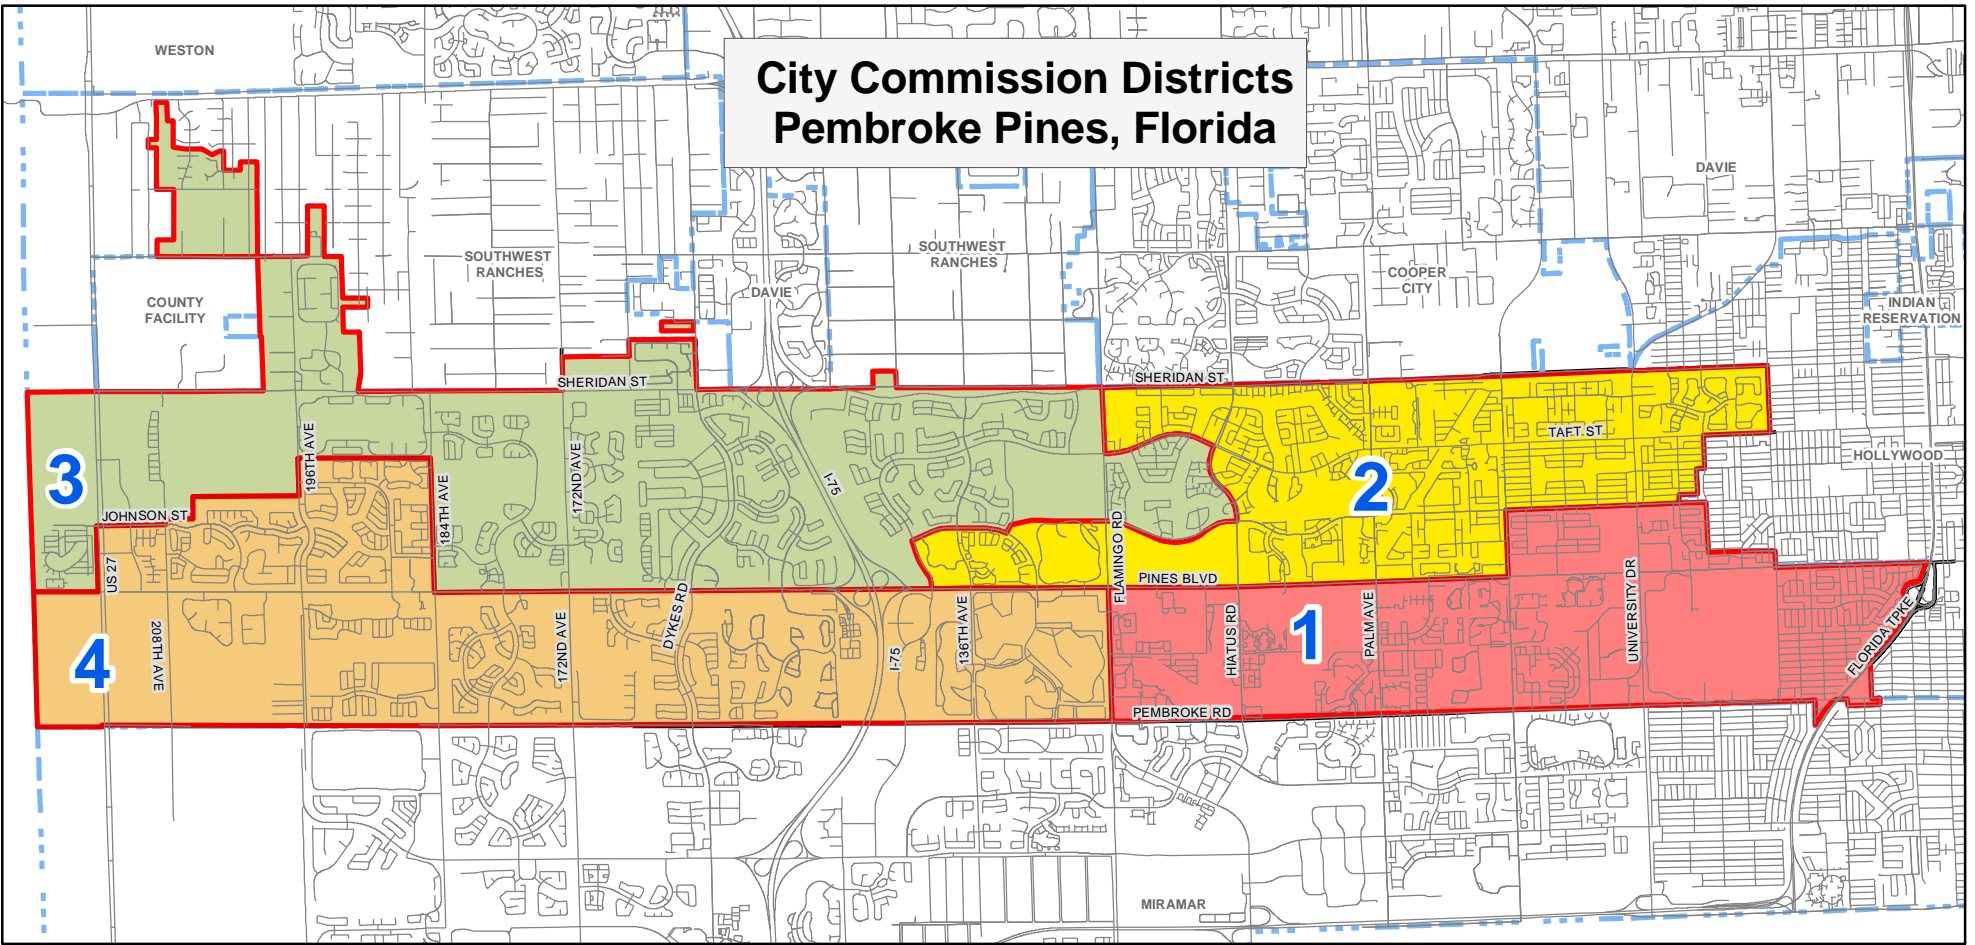 City Commission Districts
Pembroke Pines, Florida
WESTON
DAVIE
SOUTHWEST
RANCHES
SOUTHWEST
RANCHES
COOPER
CITY
DAVIE
COUNTY
FACILITY
INDIAN
RESERVATION
SHERIDAN ST
SHERIDAN ST
TAFT ST
HOLLYWOOD
196TH AVE
3
184TH AVE
172ND AVE
I-75
2
JOHNSON ST
US 27
FLAMINGO RD
PINES BLVD
4
208TH AVE
172ND AVE
DYKES RD
I-75
136TH AVE
HIATUS RD
1
PALM AVE
UNIVERSITY DR
FLORIDA TPKE
PEMBROKE RD
MIRAMAR